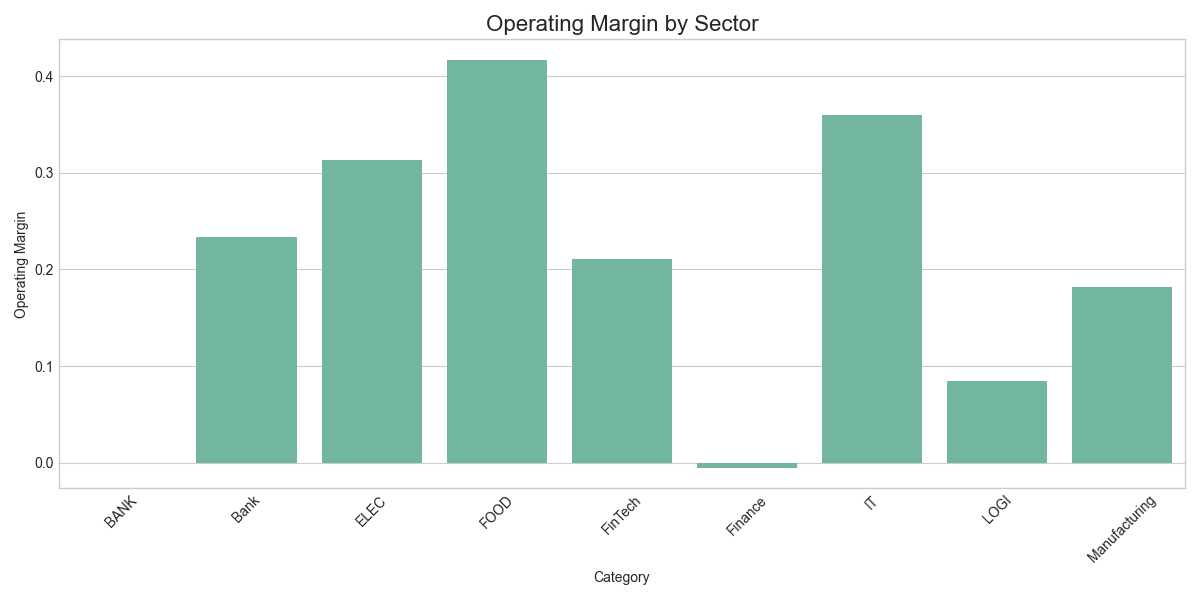 Operating Margin by Sector
0.4
0.3
0.2
0.1
0.0
Operating Margin
BANK
Bank
ELEC
FOOD
FinTech
Finance
IT
LOGI
Manufacturing
Category